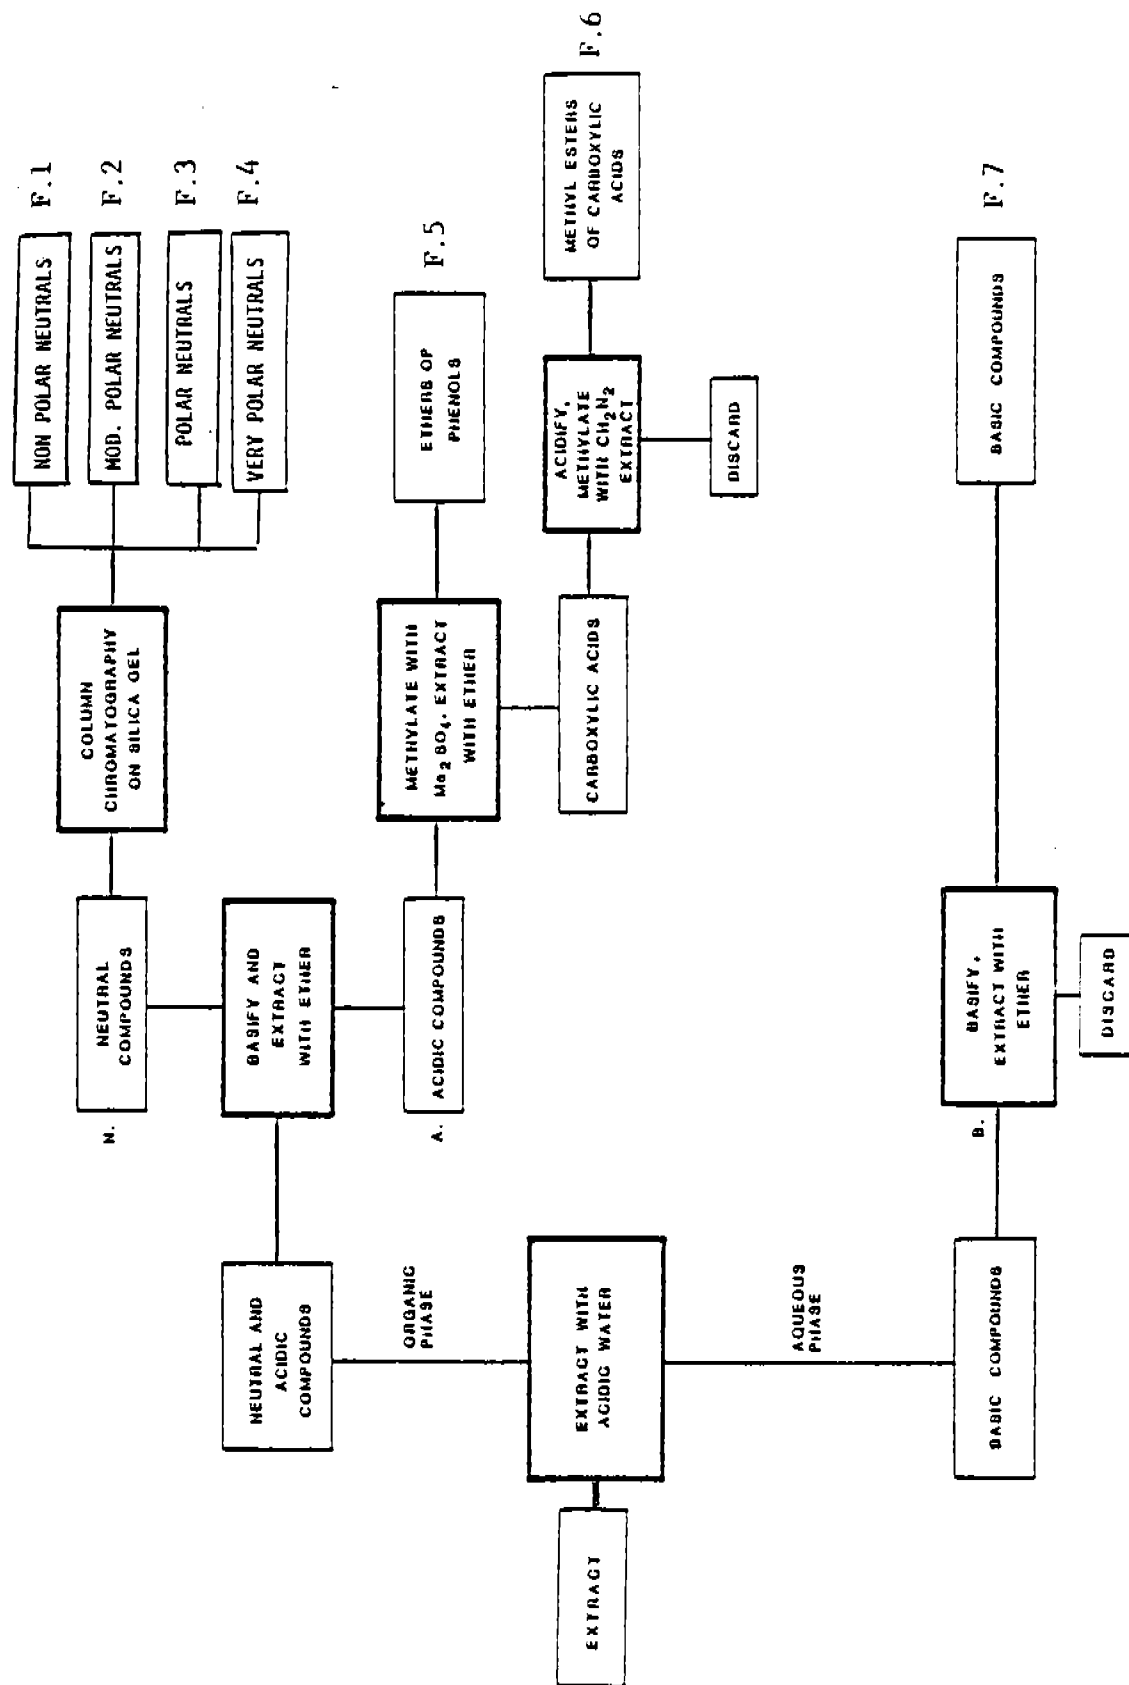 EXTRACT
EXTRACT WITH
ACIDIC WATER
ORGANIC
PHASE
AQUEOUS
PHASE
NEUTRAL AND
ACIDIC
COMPOUNDS
BASIC COMPOUNDS
N.
NEUTRAL
COMPOUNDS
BASIFY AND
EXTRACT
WITH ETHER
A.
ACIDIC COMPOUNDS
B.
BASIFY,
EXTRACT WITH
ETHER
DISCARD
COLUMN
CHROMATOGRAPHY
ON SILICA GEL
METHYLATE WITH
Me2 SO4. EXTRACT
WITH ETHER
CARBOXYLIC ACIDS
NON POLAR NEUTRALS
F.1
MOD. POLAR NEUTRALS
F.2
POLAR NEUTRALS
F.3
VERY POLAR NEUTRALS
F.4
ETHERS OF
PHENOLS
F.5
ACIDIFY,
METHYLATE
WITH CH2N2
EXTRACT
DISCARD
METHYL ESTERS
OF CARBOXYLIC
ACIDS
F.6
BASIC COMPOUNDS
F.7